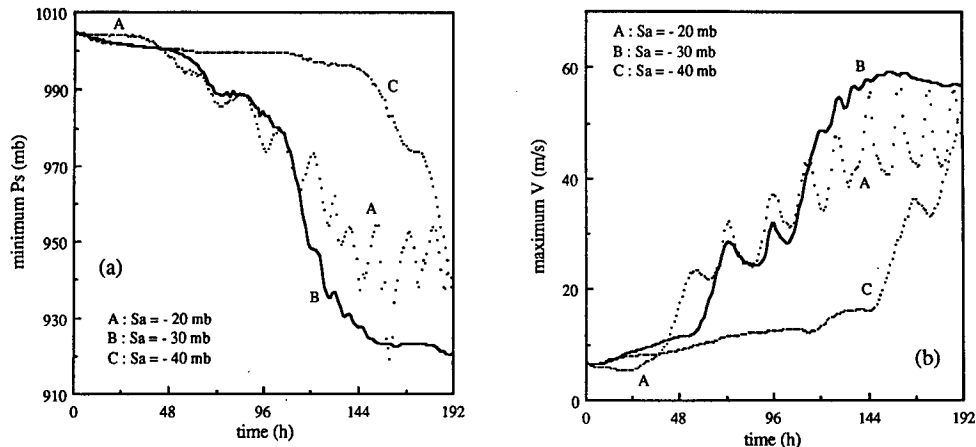 1010
990
970
950
930
910
minimum Ps (mb)
A
C
A
B
(a)
A : Sa = - 20 mb
B : Sa = - 30 mb
C : Sa = - 40 mb
0
48
96
144
192
time (h)
60
40
20
0
maximum V (m/s)
A : Sa = - 20 mb
B : Sa = - 30 mb
C : Sa = - 40 mb
B
A
C
A
(b)
0
48
96
144
192
time (h)